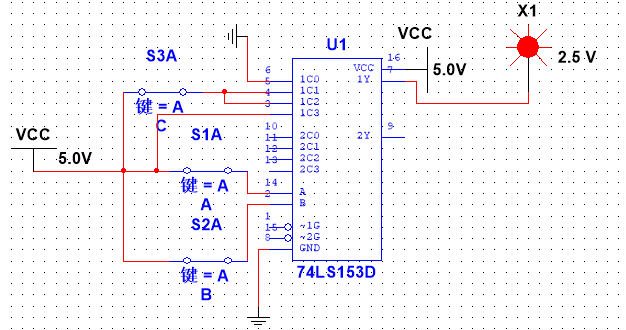 X1
VCC
U1
2.5 V
S3A
16
VCC
7
1Y
5.0V
6
5
4
3
1C0
1C1
1C2
1C3
键 = A
C
S1A
VCC
5.0V
10
11
12
13
2C0
2C1
2C2
2C3
9
2Y
键 = A
A
14
2
A
B
S2A
1
15
8
~1G
~2G
GND
键 = A
B
74LS153D